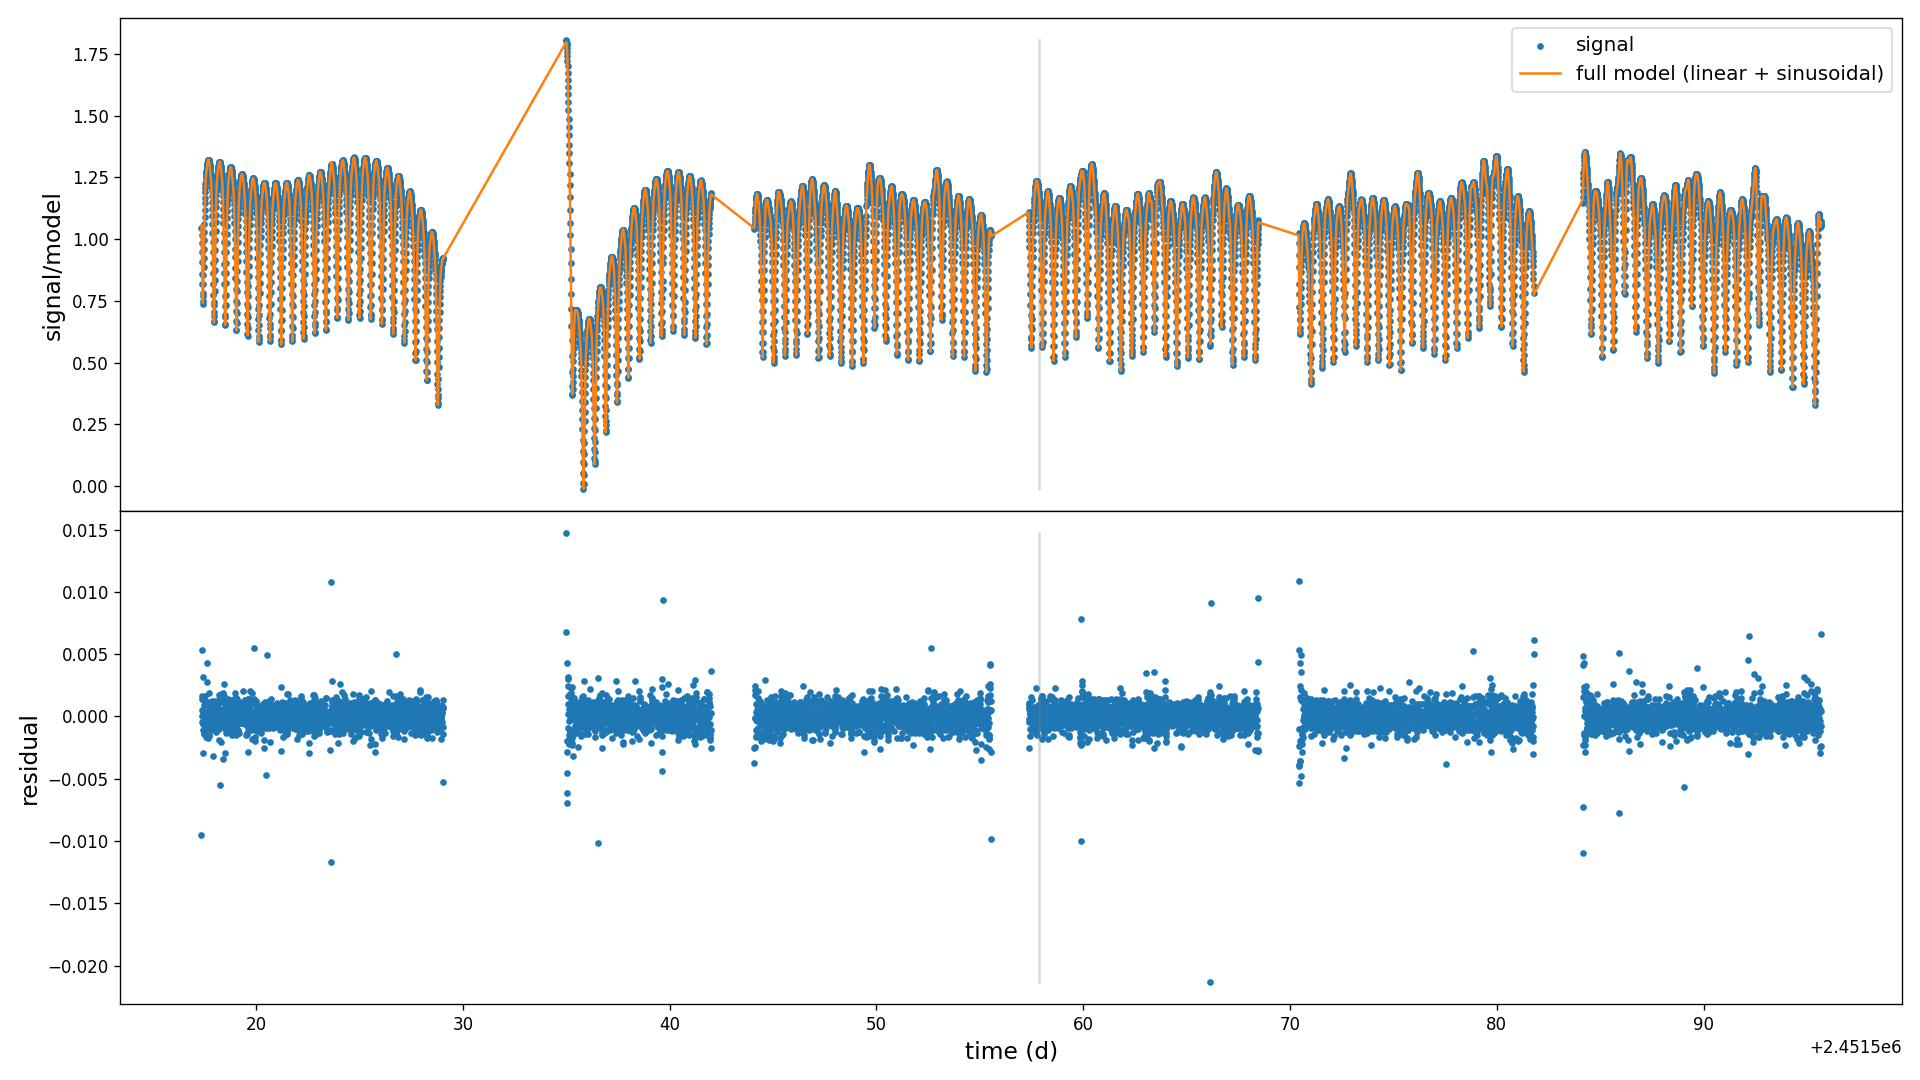 signal
full model (linear + sinusoidal)
signal/model
1.75
1.50
1.25
1.00
0.75
0.50
0.25
0.00
residual
0.015
0.010
0.005
0.000
−0.005
−0.010
−0.015
−0.020
20 30 40 50 60 70 80 90
time (d)
+2.4515e6